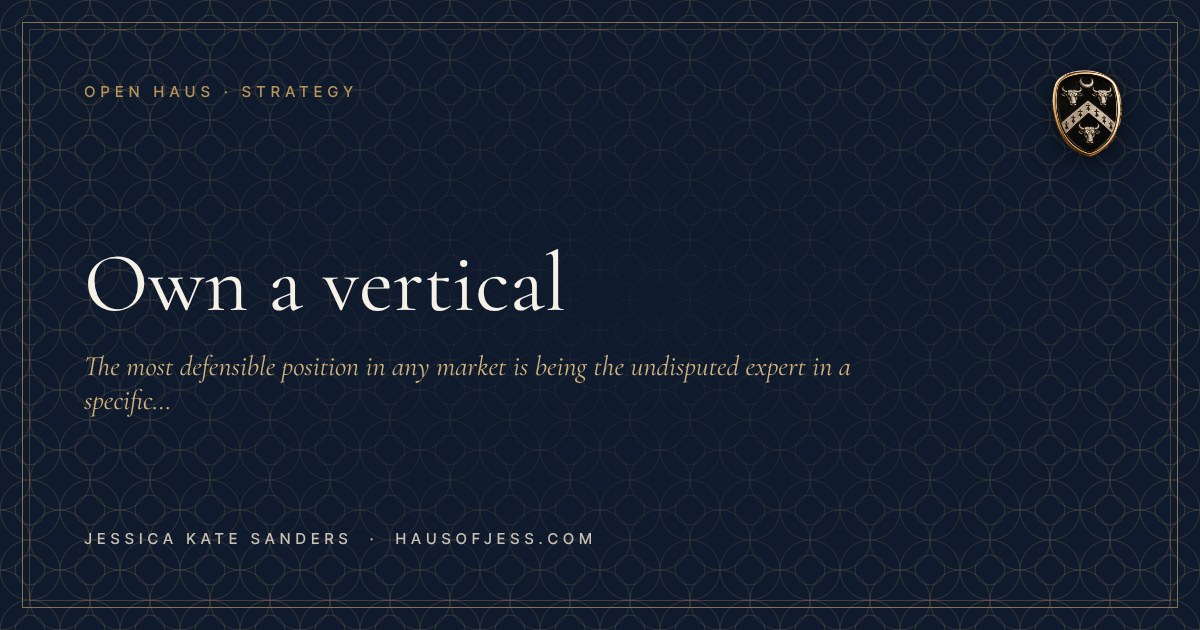 OPEN HAUS · STRATEGY
Own a vertical
The most defensible position in any market is being the undisputed expert in a
specific...
JESSICA KATE SANDERS · HAUSOFJESS.COM